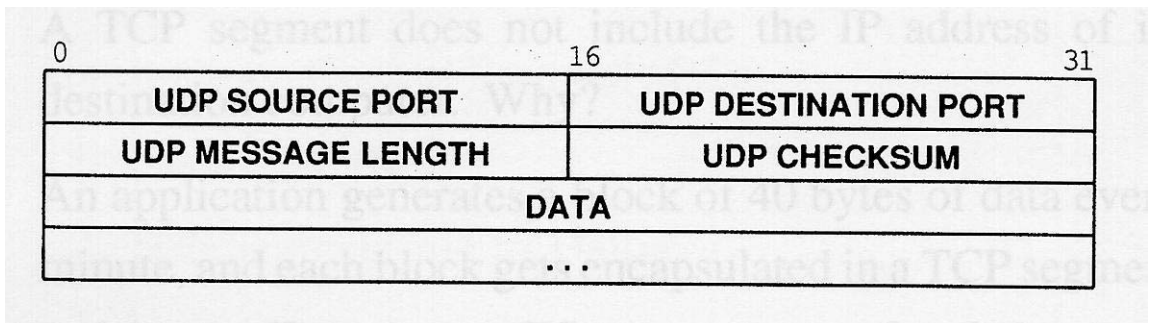 A TCP segment does not include the IP address of i
0 16 31
UDP SOURCE PORT UDP DESTINATION PORT
destination Why?
UDP MESSAGE LENGTH UDP CHECKSUM
DATA
An application generates a block of 40 bytes of data ever
. . .
minute, and each block gets encapsulated in a TCP segme